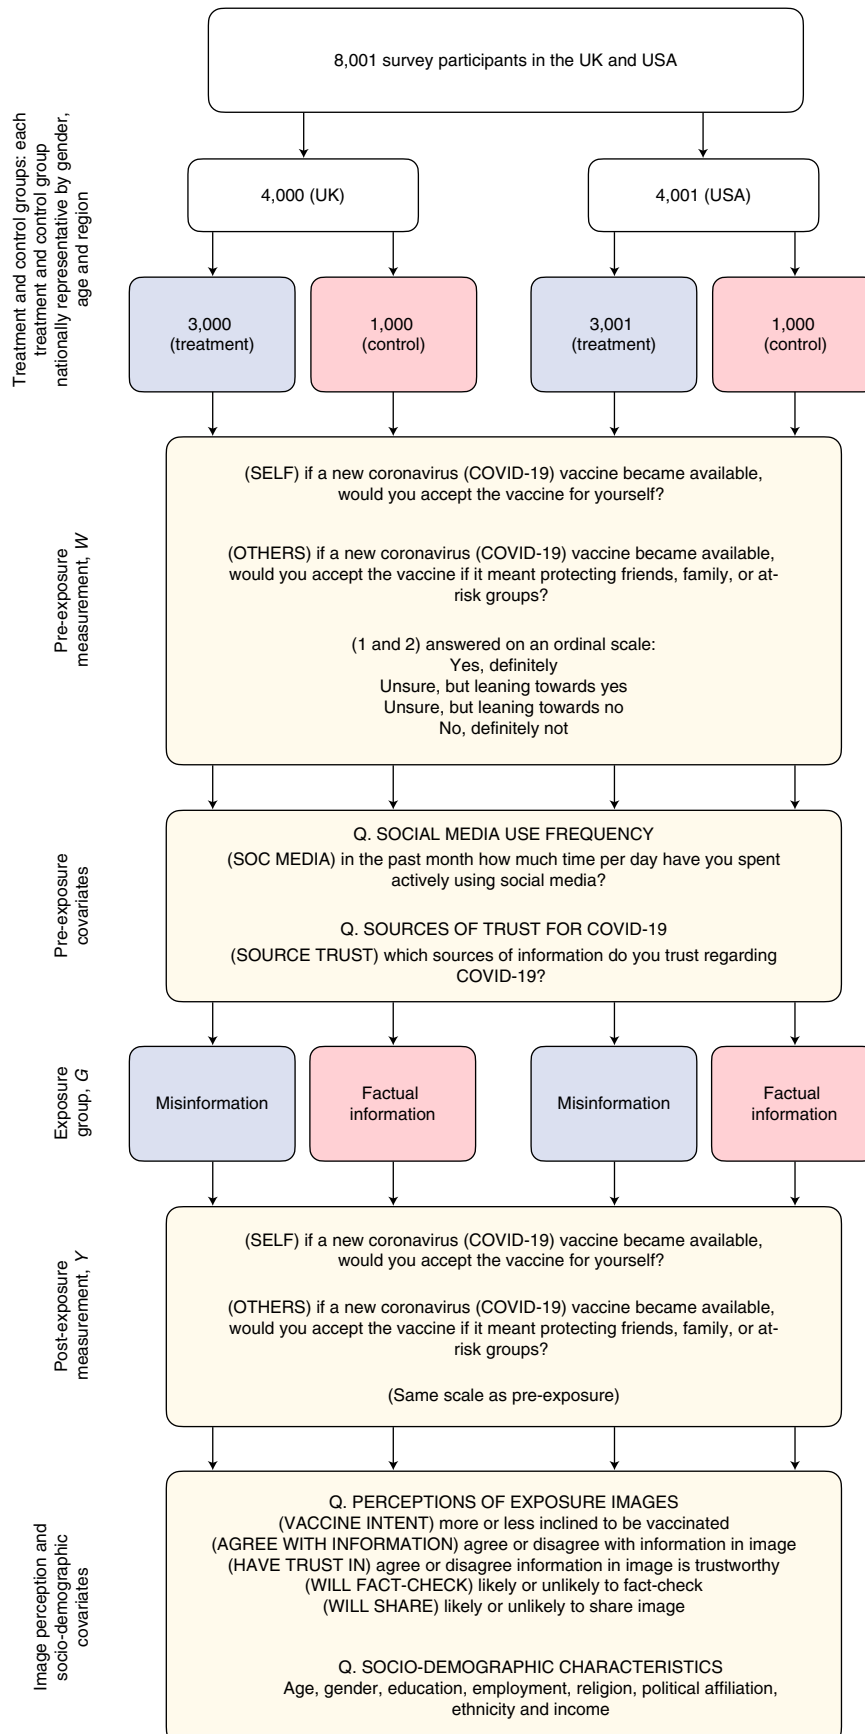 8,001 survey participants in the UK and USA
Treatment and control groups: each
treatment and control group
nationally representative by gender,
age and region
4,000 (UK)
4,001 (USA)
3,000
(treatment)
1,000
(control)
3,001
(treatment)
1,000
(control)
Pre-exposure
measurement, W
(SELF) if a new coronavirus (COVID-19) vaccine became available,
would you accept the vaccine for yourself?
(OTHERS) if a new coronavirus (COVID-19) vaccine became available,
would you accept the vaccine if it meant protecting friends, family, or at-
risk groups?
(1 and 2) answered on an ordinal scale:
Yes, definitely
Unsure, but leaning towards yes
Unsure, but leaning towards no
No, definitely not
Pre-exposure
covariates
Q. SOCIAL MEDIA USE FREQUENCY
(SOC MEDIA) in the past month how much time per day have you spent
actively using social media?
Q. SOURCES OF TRUST FOR COVID-19
(SOURCE TRUST) which sources of information do you trust regarding
COVID-19?
Exposure
group, G
Misinformation
Factual
information
Misinformation
Factual
information
Post-exposure
measurement, Y
(SELF) if a new coronavirus (COVID-19) vaccine became available,
would you accept the vaccine for yourself?
(OTHERS) if a new coronavirus (COVID-19) vaccine became available,
would you accept the vaccine if it meant protecting friends, family, or at-
risk groups?
(Same scale as pre-exposure)
Image perception and
socio-demographic
covariates
Q. PERCEPTIONS OF EXPOSURE IMAGES
(VACCINE INTENT) more or less inclined to be vaccinated
(AGREE WITH INFORMATION) agree or disagree with information in image
(HAVE TRUST IN) agree or disagree information in image is trustworthy
(WILL FACT-CHECK) likely or unlikely to fact-check
(WILL SHARE) likely or unlikely to share image
Q. SOCIO-DEMOGRAPHIC CHARACTERISTICS
Age, gender, education, employment, religion, political affiliation,
ethnicity and income